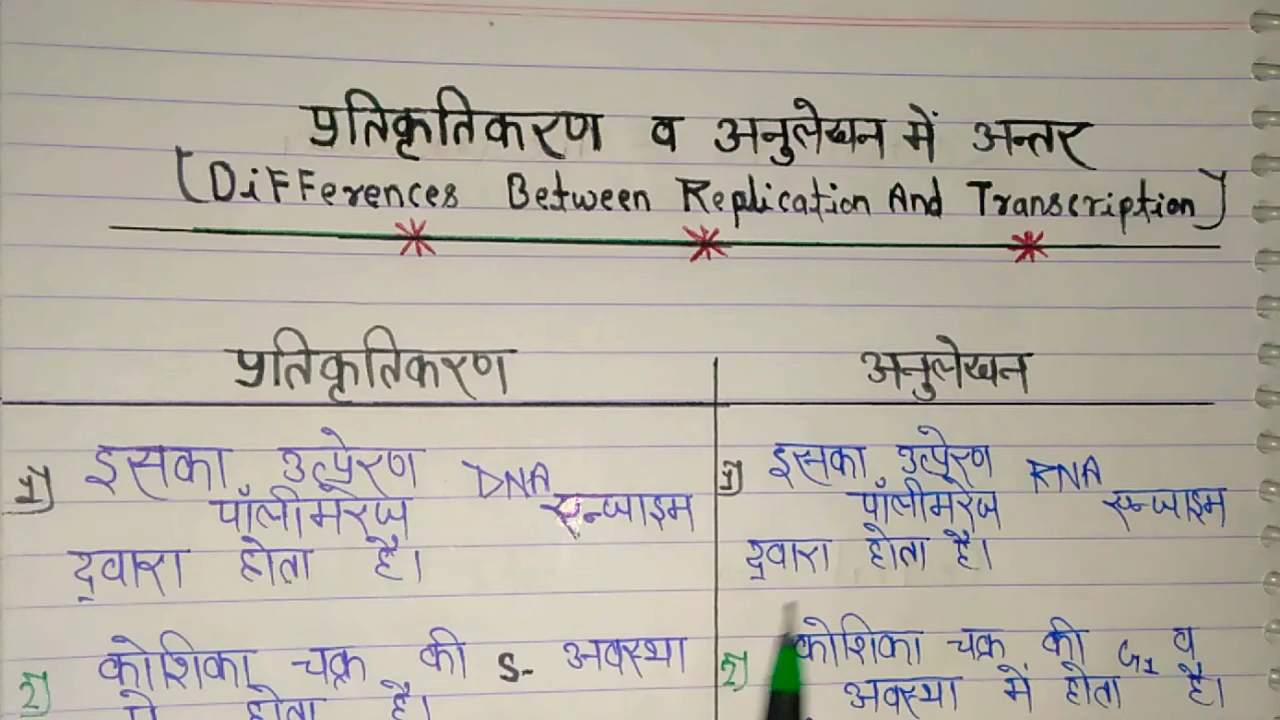 प्रतिकृतिकरण व अनुलेखन में अन्तर
(Differences Between Replication And Transcription)
प्रतिकृतिकरण
1) इसका उत्प्रेरण DNA
पॉलीमरेज एन्जाइम
द्वारा होता है।
2) कोशिका चक्र की S- अवस्था
में होता है।
अनुलेखन
1) इसका उत्प्रेरण RNA
पॉलीमरेज एन्जाइम
द्वारा होता है।
2) कोशिका चक्र की G1 व
अवस्था में होता है।